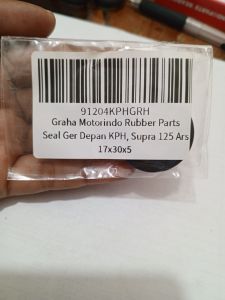 91204KPHGRH
Graha Motorindo Rubber Parts
Seal Ger Depan KPH, Supra 125 Ars
17x30x5